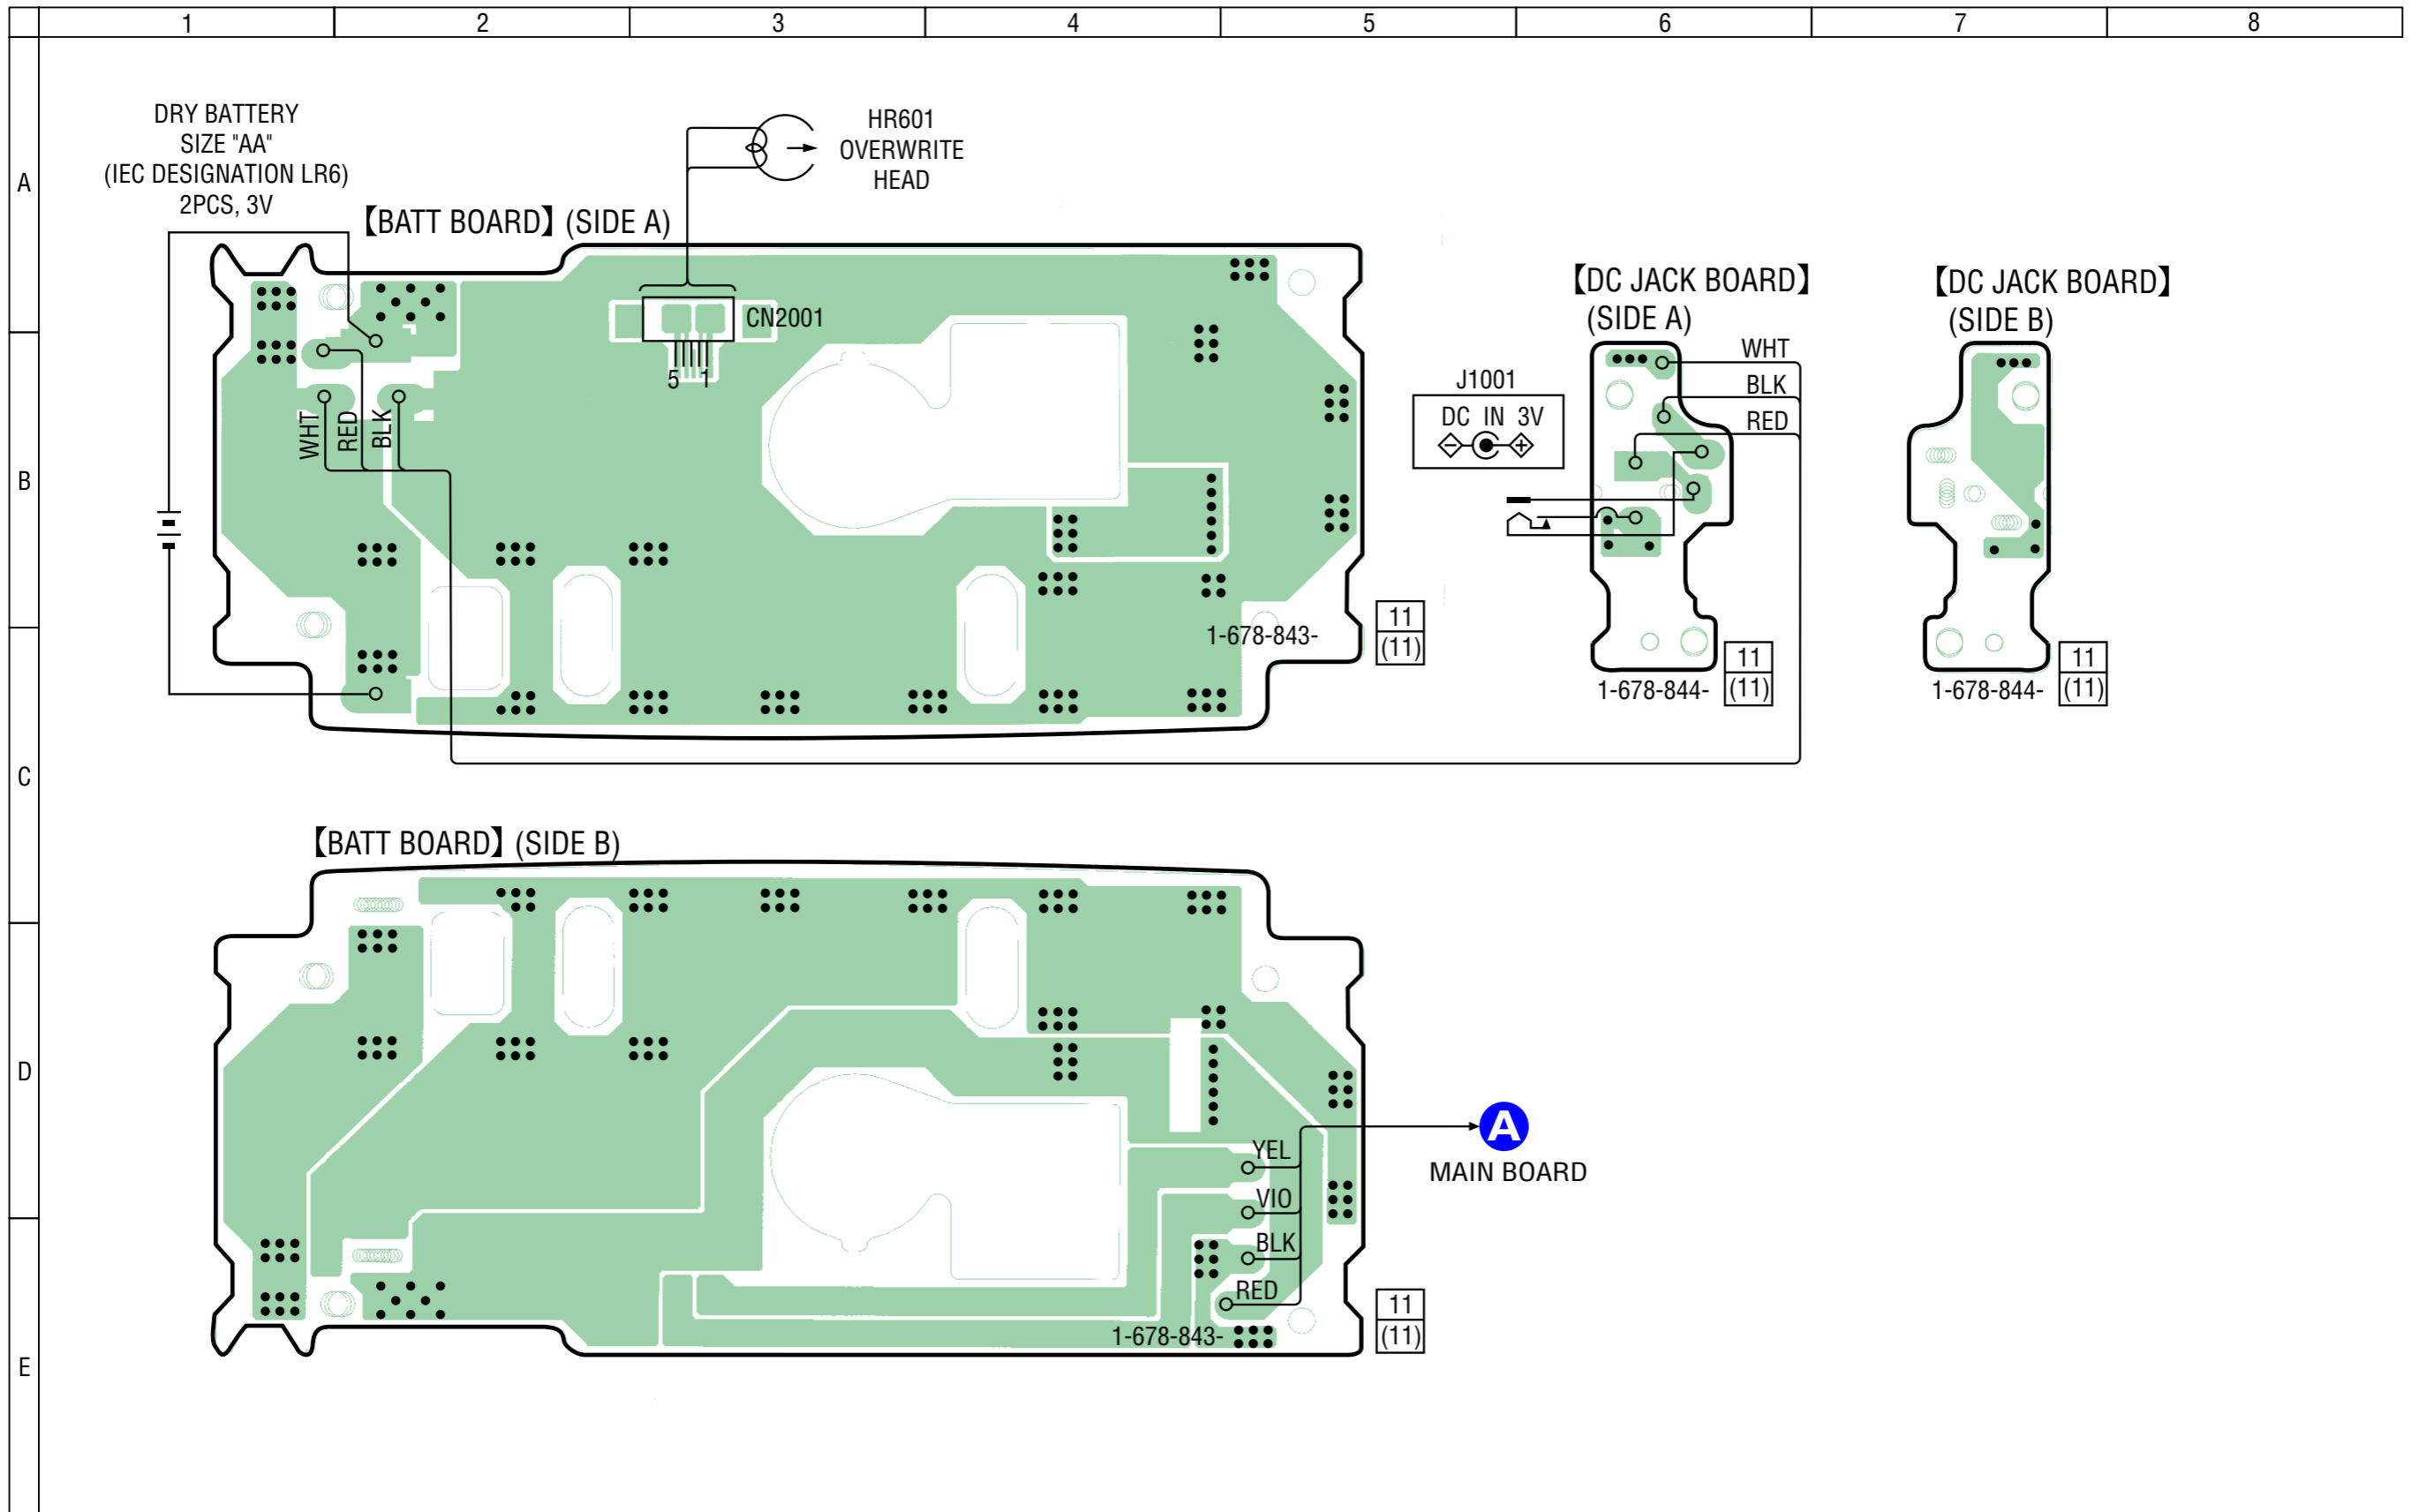 1 2 3 4 5 6 7 8
A
B
C
D
E
DRY BATTERY
SIZE "AA"
(IEC DESIGNATION LR6)
2PCS, 3V
HR601
OVERWRITE
HEAD
【BATT BOARD】 (SIDE A)
CN2001
5 1
WHT
RED
BLK
1-678-843-
11
(11)
J1001
DC IN 3V
【DC JACK BOARD】
(SIDE A)
WHT
BLK
RED
1-678-844-
11
(11)
【DC JACK BOARD】
(SIDE B)
1-678-844-
11
(11)
【BATT BOARD】 (SIDE B)
YEL
VIO
BLK
RED
A
MAIN BOARD
1-678-843-
11
(11)